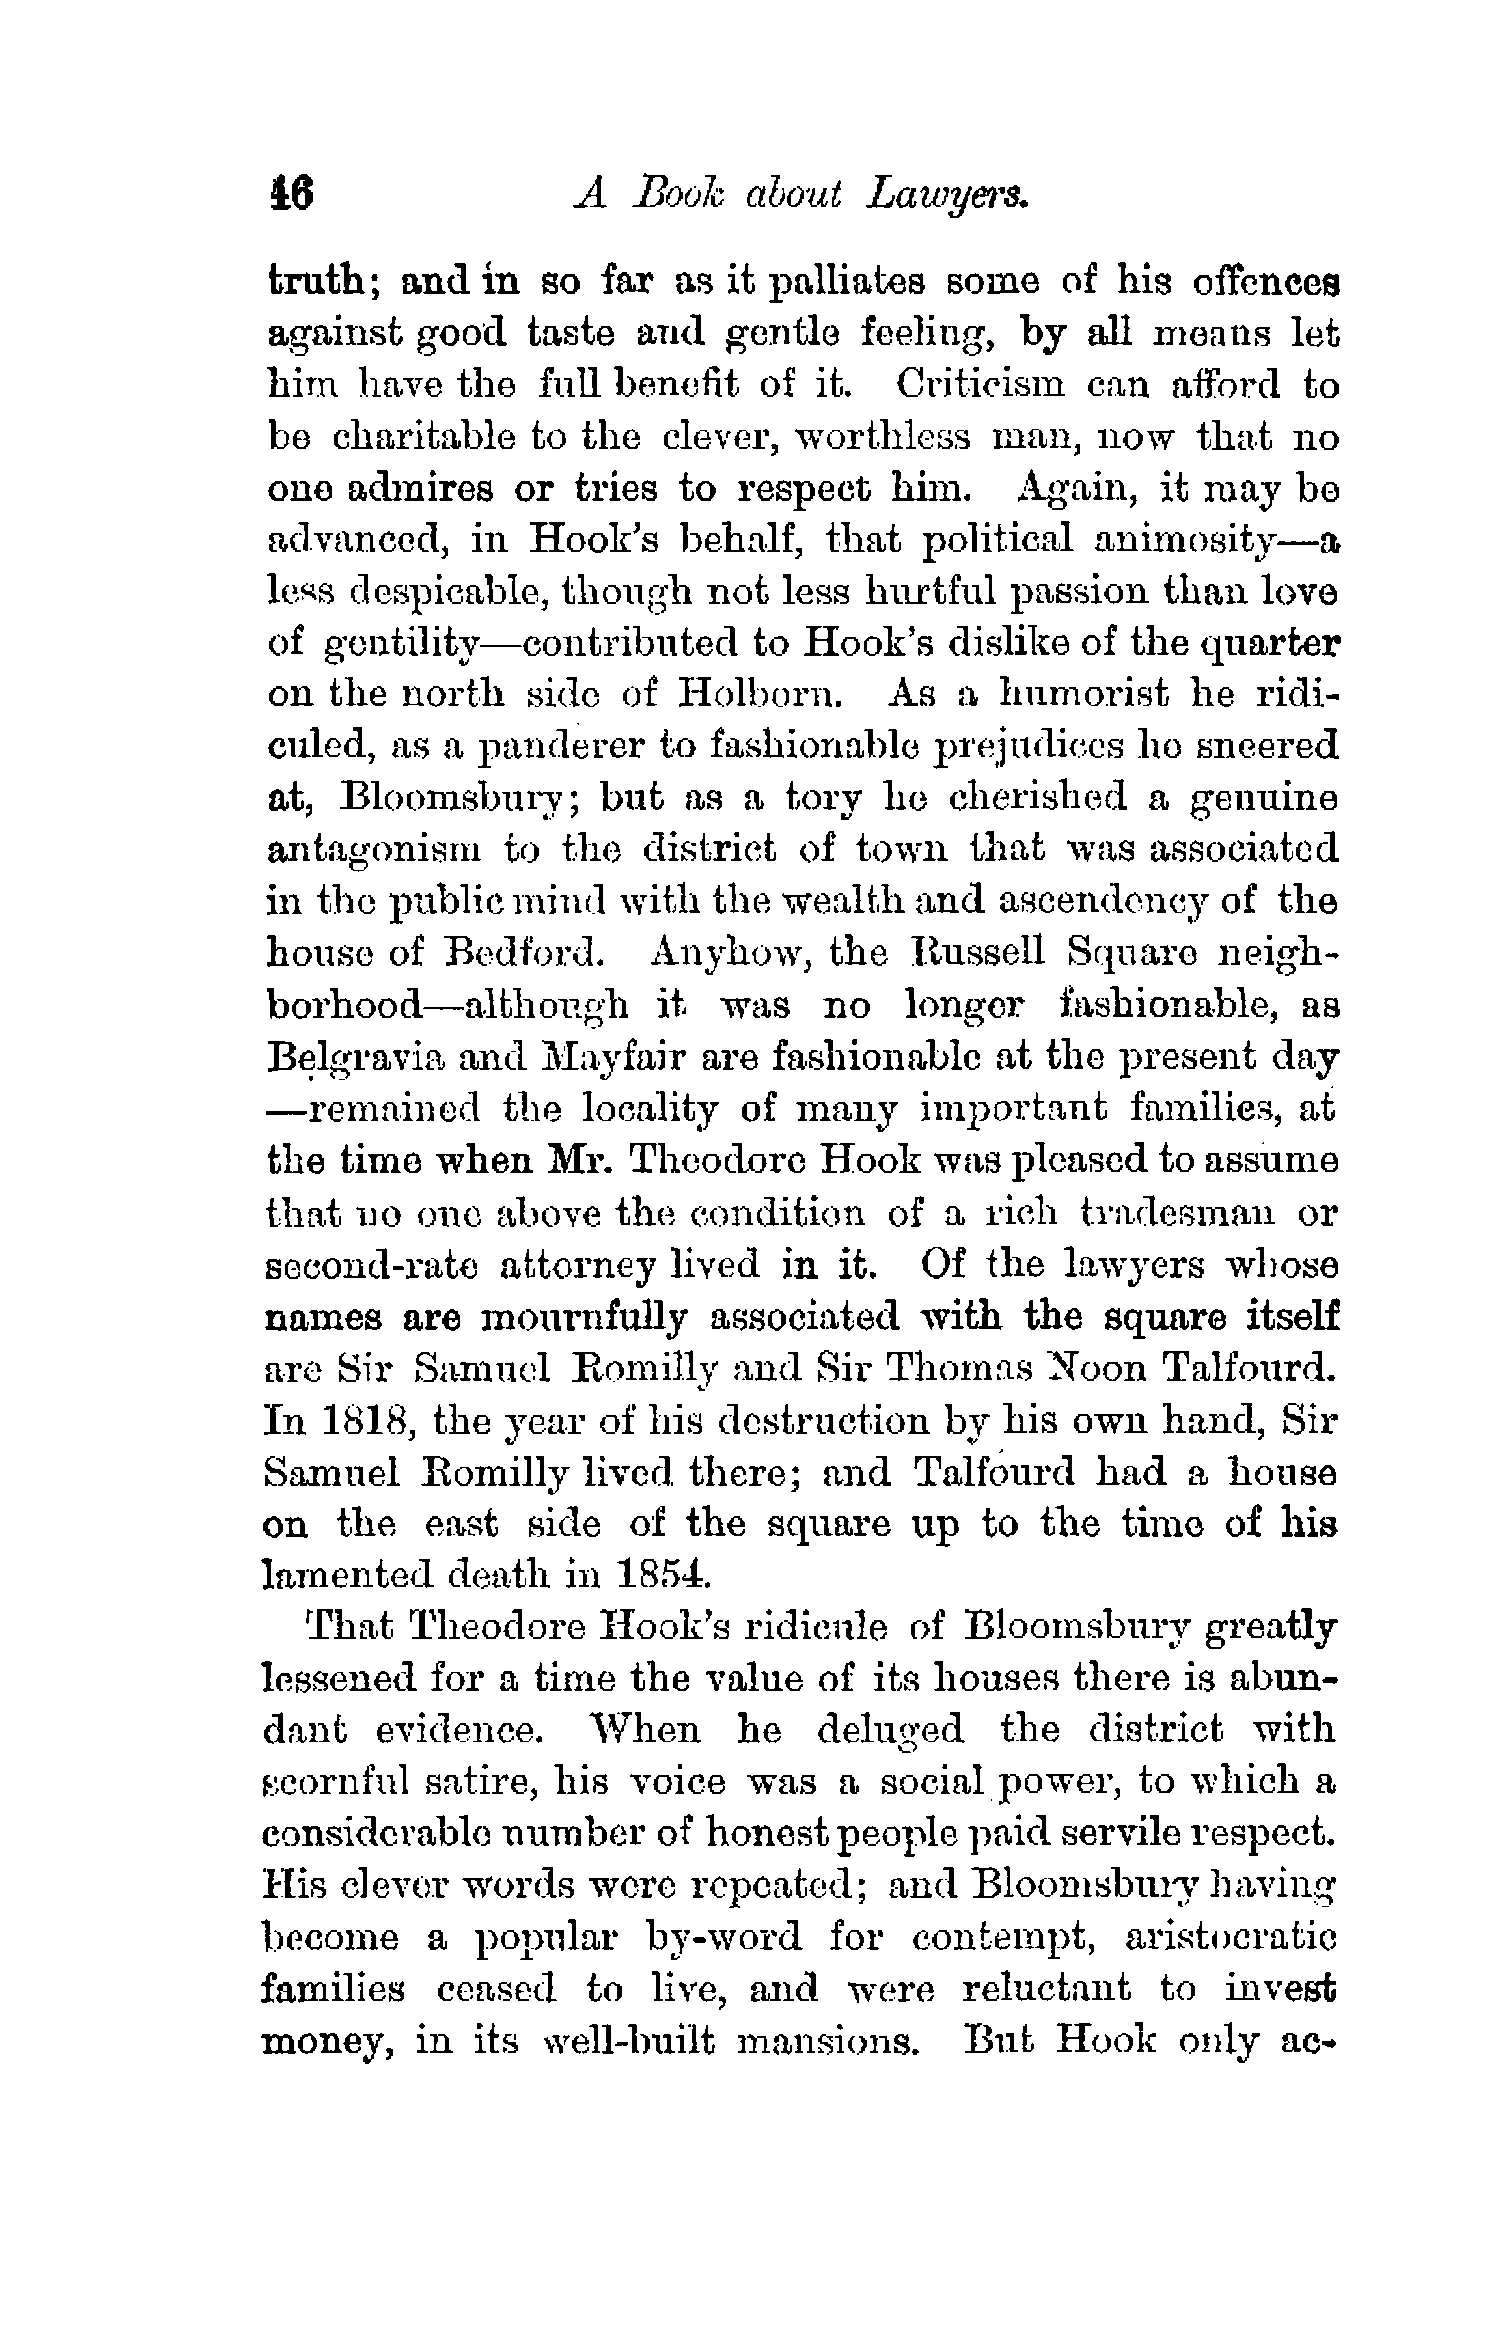 46 A Book about Lawyers.
truth; and in so far as it palliates some of his offences
against good taste and gentle feeling, by all means let
him have the full benefit of it. Criticism can afford to
be charitable to the clever, worthless man, now that no
one admires or tries to respect him. Again, it may be
advanced, in Hook's behalf, that political animosity—a
less despicable, though not less hurtful passion than love
of gentility—contributed to Hook's dislike of the quarter
on the north side of Holborn. As a humorist he ridi-
culed, as a panderer to fashionable prejudices he sneered
at, Bloomsbury; but as a tory he cherished a genuine
antagonism to the district of town that was associated
in the public mind with the wealth and ascendency of the
house of Bedford. Anyhow, the Russell Square neigh-
borhood—although it was no longer fashionable, as
Belgravia and Mayfair are fashionable at the present day
—remained the locality of many important families, at
the time when Mr. Theodore Hook was pleased to assume
that no one above the condition of a rich tradesman or
second-rate attorney lived in it. Of the lawyers whose
names are mournfully associated with the square itself
are Sir Samuel Romilly and Sir Thomas Noon Talfourd.
In 1818, the year of his destruction by his own hand, Sir
Samuel Romilly lived there; and Talfourd had a house
on the east side of the square up to the time of his
lamented death in 1854.
That Theodore Hook's ridicule of Bloomsbury greatly
lessened for a time the value of its houses there is abun-
dant evidence. When he deluged the district with
scornful satire, his voice was a social power, to which a
considerable number of honest people paid servile respect.
His clever words were repeated; and Bloomsbury having
become a popular by-word for contempt, aristocratic
families ceased to live, and were reluctant to invest
money, in its well-built mansions. But Hook only ac-